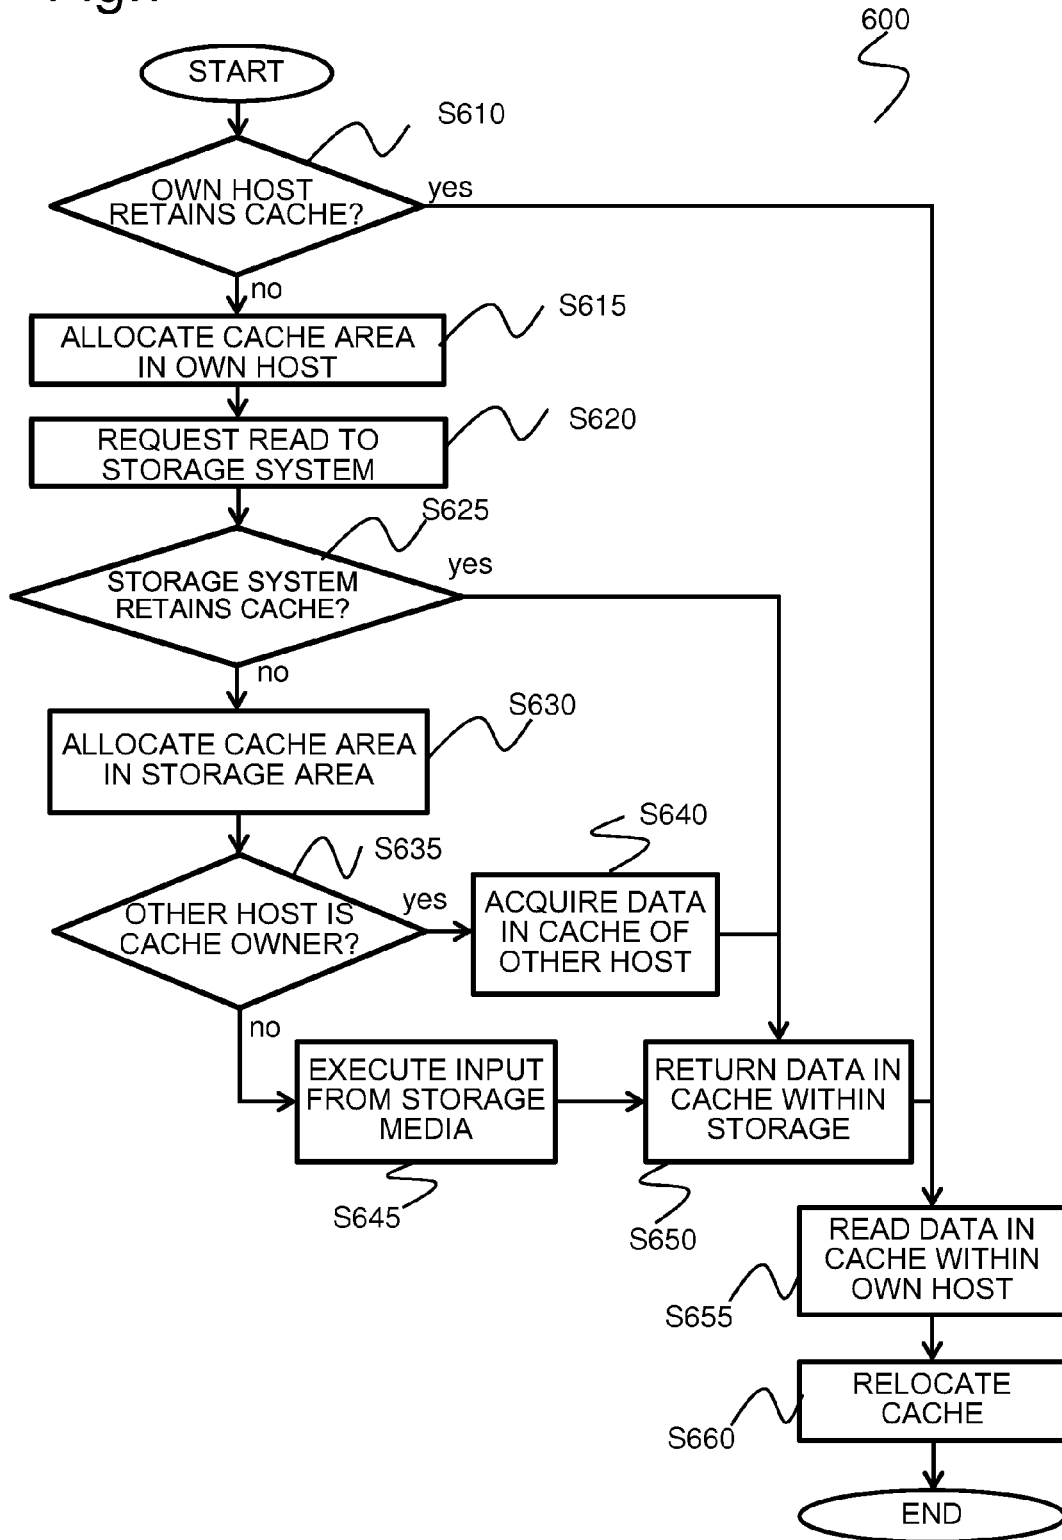 600
START
S610
OWN HOST
RETAINS CACHE?
yes
no
S615
ALLOCATE CACHE AREA
IN OWN HOST
S620
REQUEST READ TO
STORAGE SYSTEM
S625
yes
STORAGE SYSTEM
RETAINS CACHE?
no
S630
ALLOCATE CACHE AREA
IN STORAGE AREA
S640
S635
yes
OTHER HOST IS
CACHE OWNER?
ACQUIRE DATA
IN CACHE OF
OTHER HOST
no
EXECUTE INPUT
FROM STORAGE
MEDIA
RETURN DATA IN
CACHE WITHIN
STORAGE
S645
S650
READ DATA IN
CACHE WITHIN
OWN HOST
S655
RELOCATE
CACHE
S660
END